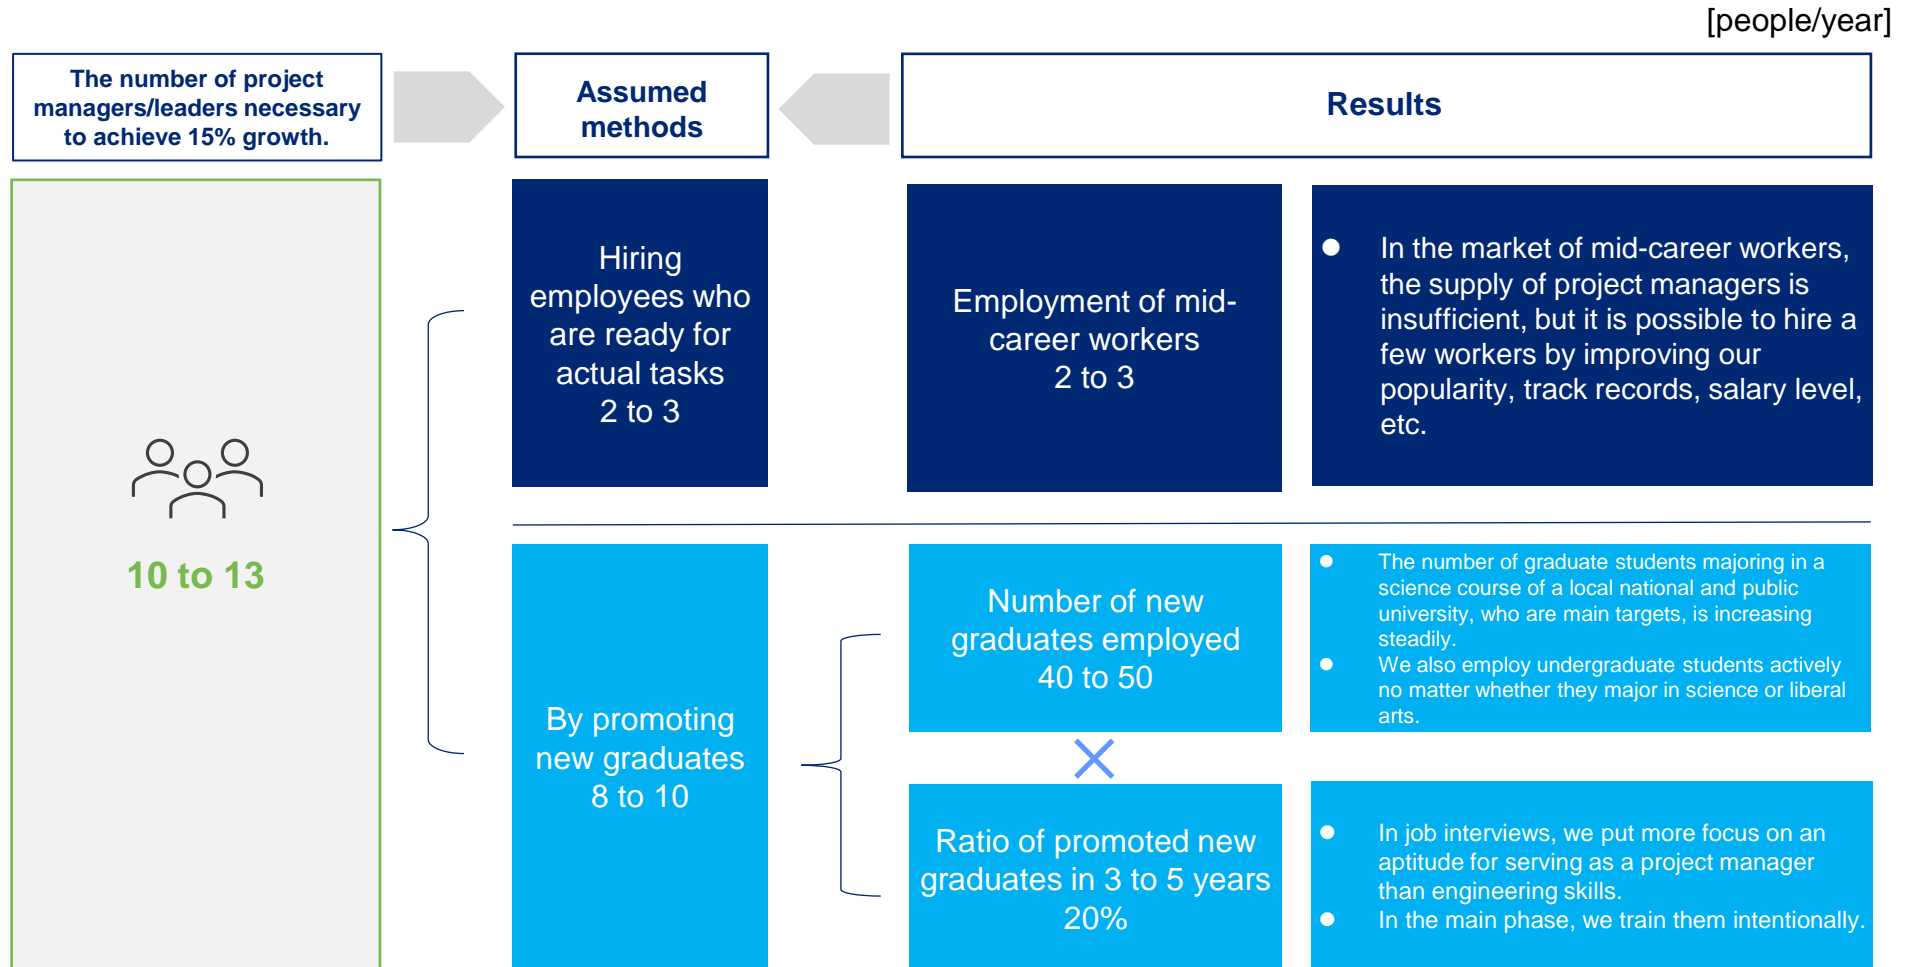 [people/year]
The number of project
managers/leaders necessary
to achieve 15% growth.
Assumed
methods
Results
10 to 13
Hiring
employees who
are ready for
actual tasks
2 to 3
Employment of mid-
career workers
2 to 3
● In the market of mid-career workers,
the supply of project managers is
insufficient, but it is possible to hire a
few workers by improving our
popularity, track records, salary level,
etc.
By promoting
new graduates
8 to 10
Number of new
graduates employed
40 to 50
● The number of graduate students majoring in a
science course of a local national and public
university, who are main targets, is increasing
steadily.
● We also employ undergraduate students actively
no matter whether they major in science or liberal
arts.
×
Ratio of promoted new
graduates in 3 to 5 years
20%
● In job interviews, we put more focus on an
aptitude for serving as a project manager
than engineering skills.
● In the main phase, we train them intentionally.